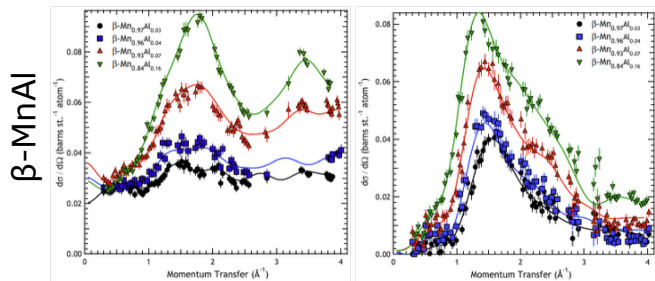 β-MnAl
dσ / dΩ (barns st.⁻¹ atom⁻¹)
0.08
0.06
0.04
0.02
0.00
0
1
2
3
4
Momentum Transfer (Å⁻¹)
β-Mn₀.₉₇Al₀.₀₃
β-Mn₀.₉₆Al₀.₀₄
β-Mn₀.₉₃Al₀.₀₇
β-Mn₀.₈₄Al₀.₁₆
dσ / dΩ (barns st.⁻¹ atom⁻¹)
0.08
0.06
0.04
0.02
0.00
0
1
2
3
4
Momentum Transfer (Å⁻¹)
β-Mn₀.₉₇Al₀.₀₃
β-Mn₀.₉₆Al₀.₀₄
β-Mn₀.₉₃Al₀.₀₇
β-Mn₀.₈₄Al₀.₁₆